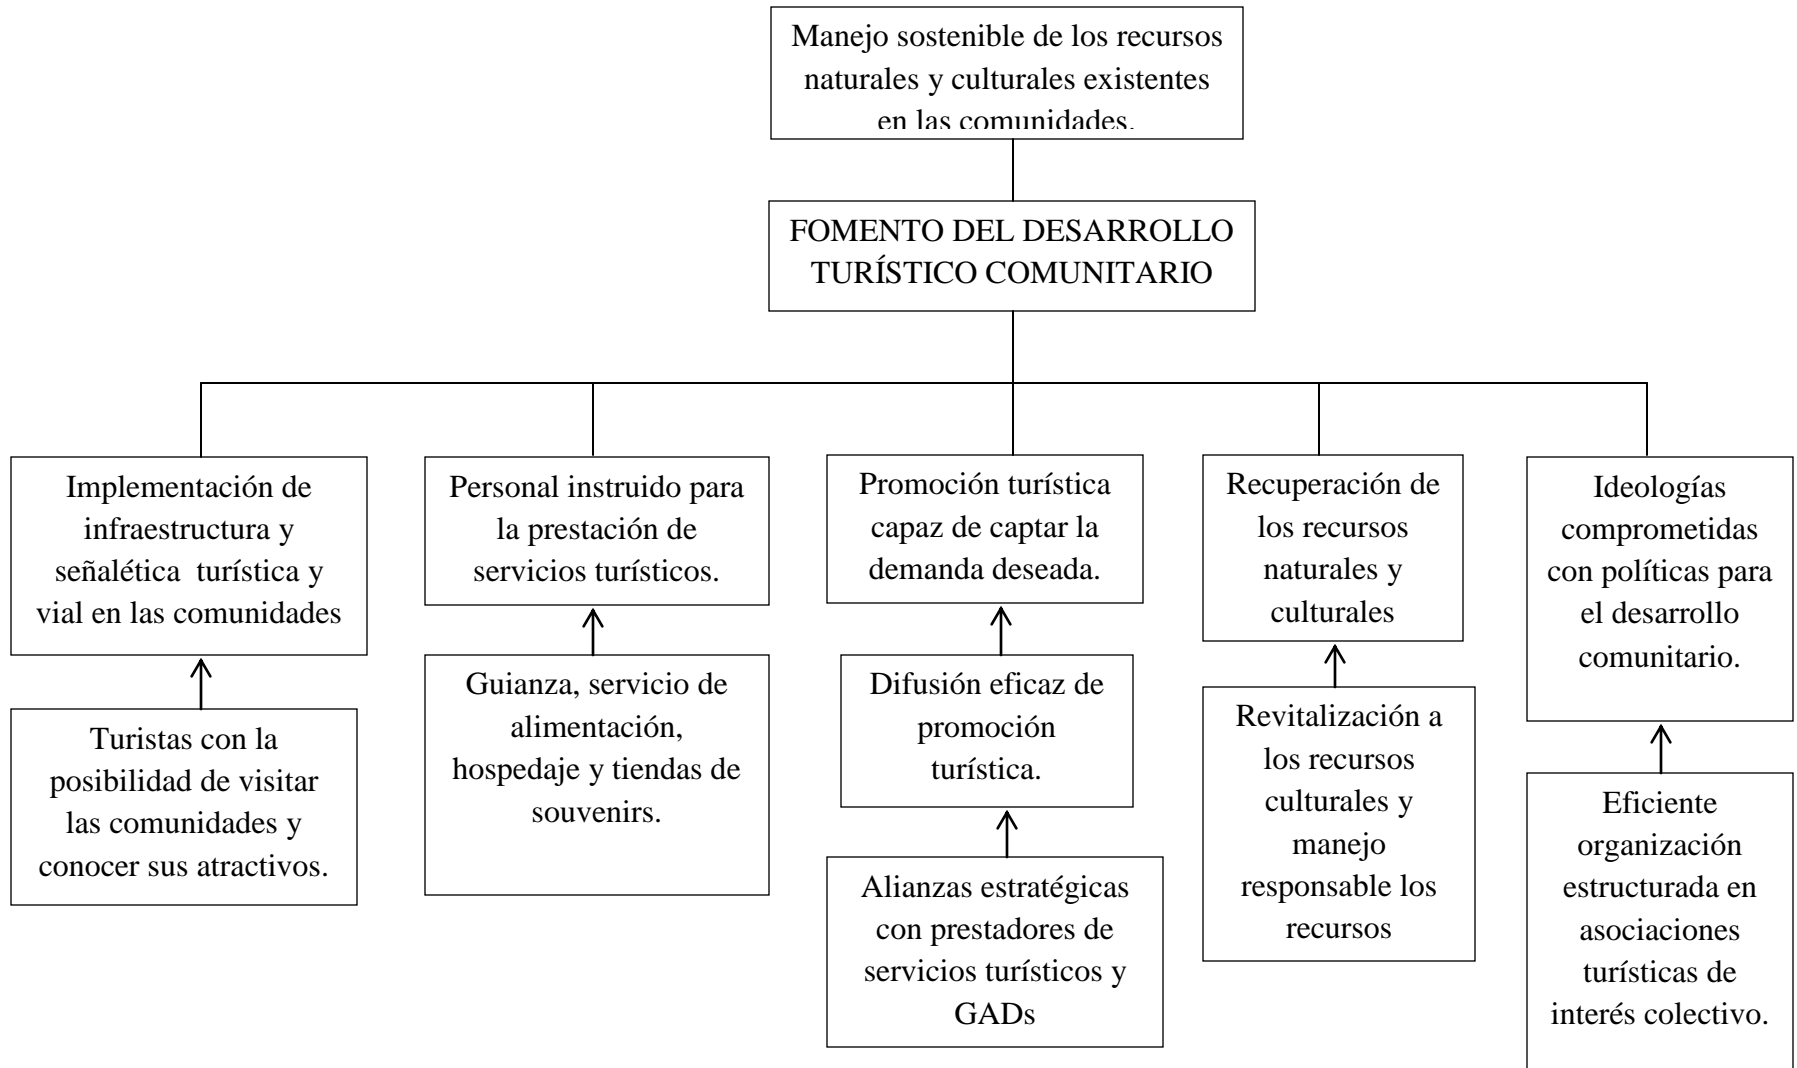 Manejo sostenible de los recursos
naturales y culturales existentes
en las comunidades.
FOMENTO DEL DESARROLLO
TURÍSTICO COMUNITARIO
Implementación de
infraestructura y
señalética turística y
vial en las comunidades
Turistas con la
posibilidad de visitar
las comunidades y
conocer sus atractivos.
Personal instruido para
la prestación de
servicios turísticos.
Guianza, servicio de
alimentación,
hospedaje y tiendas de
souvenirs.
Promoción turística
capaz de captar la
demanda deseada.
Difusión eficaz de
promoción
turística.
Alianzas estratégicas
con prestadores de
servicios turísticos y
GADs
Recuperación de
los recursos
naturales y
culturales
Revitalización a
los recursos
culturales y
manejo
responsable los
recursos
Ideologías
comprometidas
con políticas para
el desarrollo
comunitario.
Eficiente
organización
estructurada en
asociaciones
turísticas de
interés colectivo.